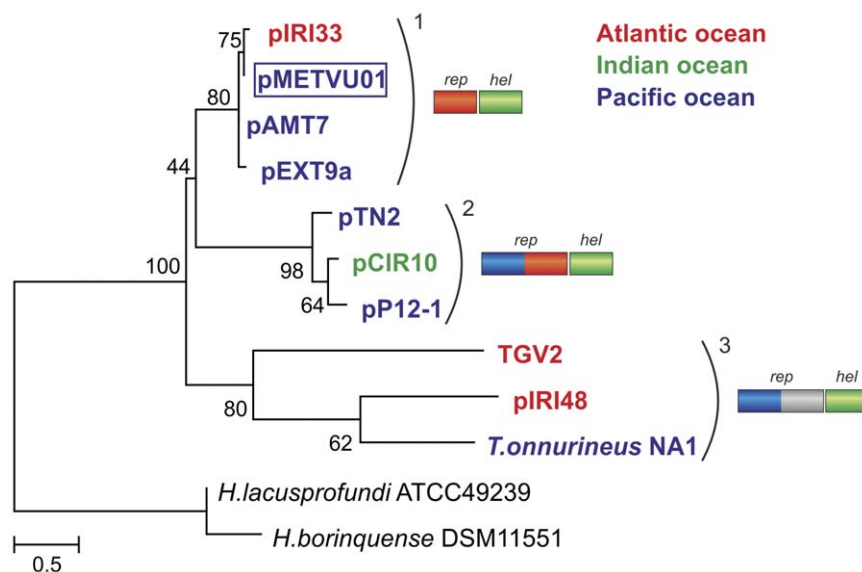 75
pIRI33
1
Atlantic ocean
pMETVU01
rep hel
Indian ocean
80
Pacific ocean
pAMT7
44
pEXT9a
pTN2
2
rep hel
100
98
pCIR10
64
pP12-1
TGV2
3
rep hel
80
pIRI48
62
T.onnurineus NA1
H.lacusprofundi ATCC49239
H.borinquense DSM11551
0.5